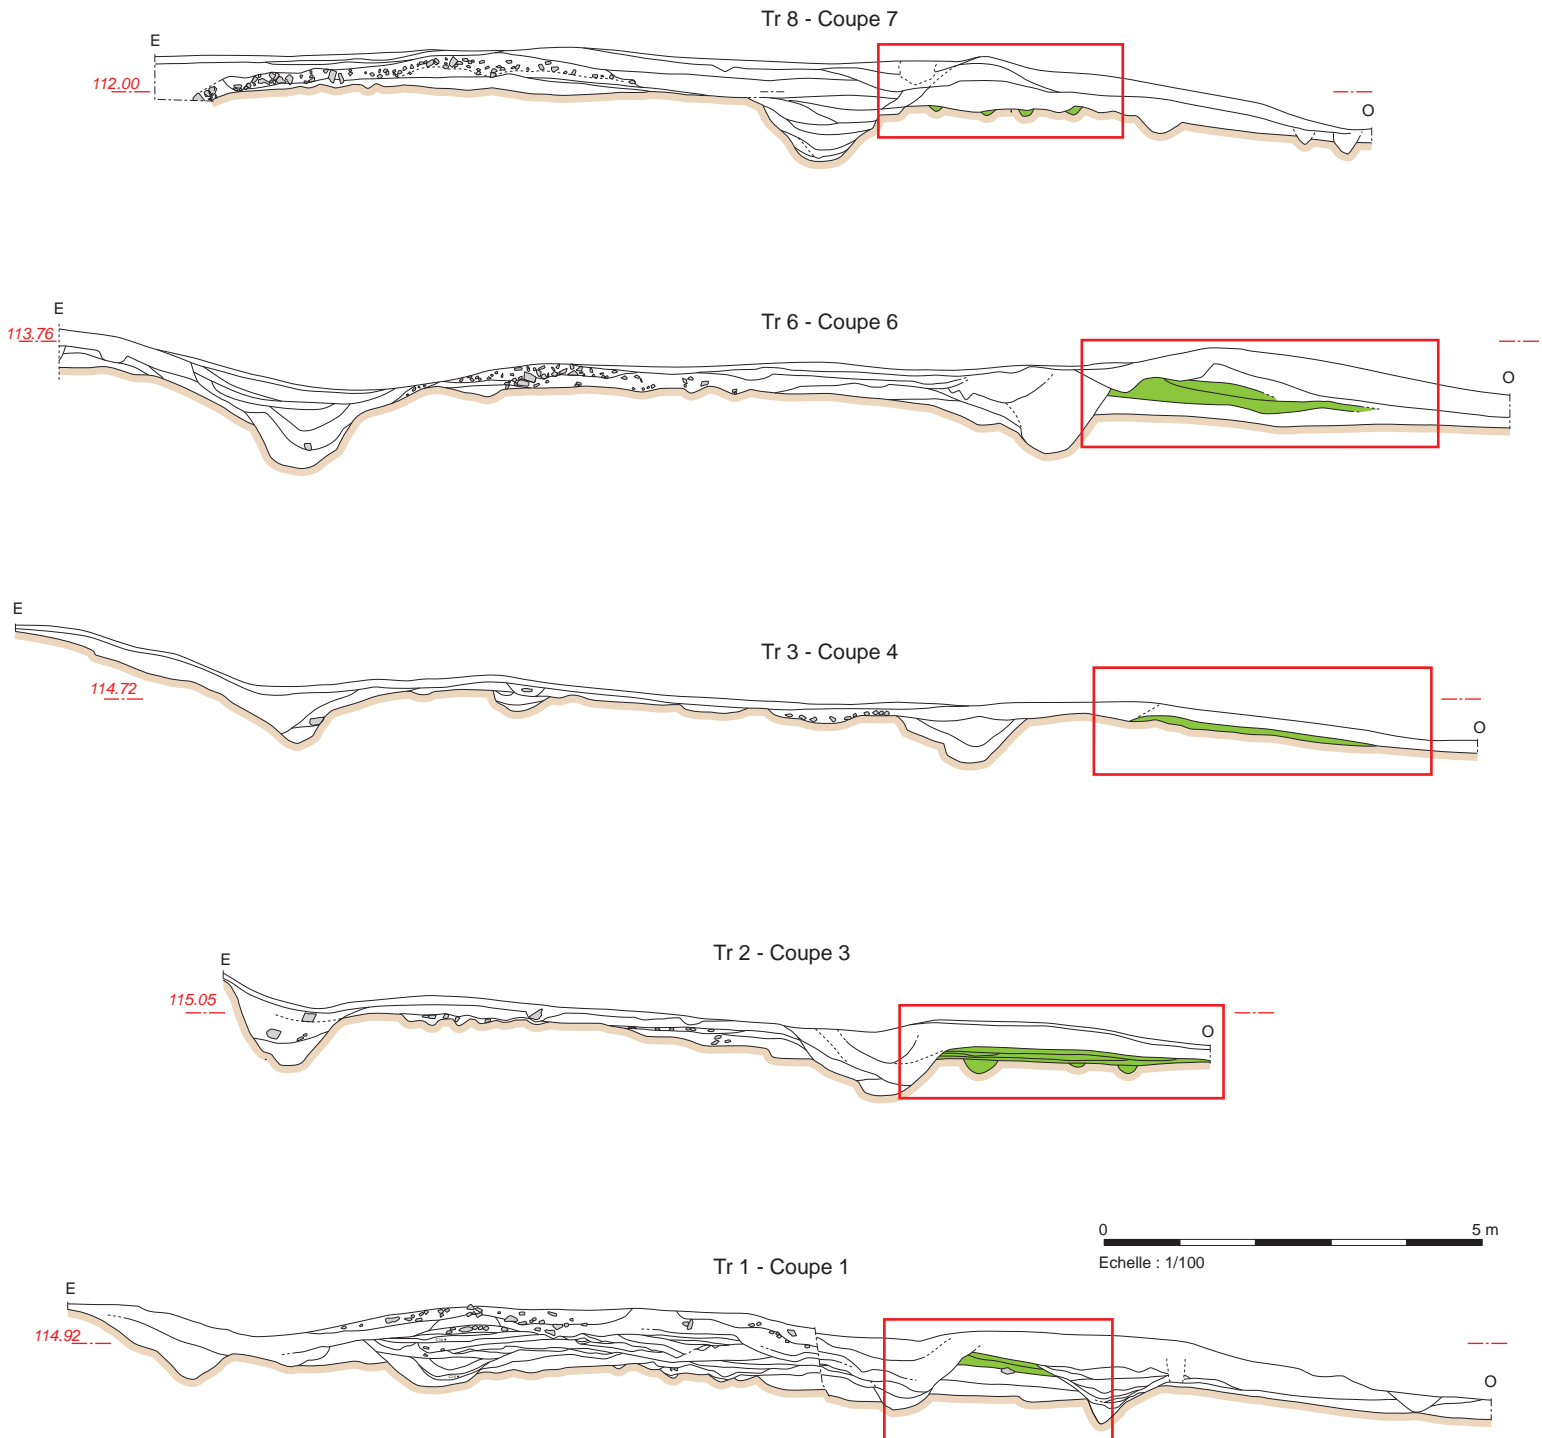 Tr 8 - Coupe 7
E
112.00
O
Tr 6 - Coupe 6
E
113.76
O
Tr 3 - Coupe 4
E
114.72
O
Tr 2 - Coupe 3
E
115.05
O
0 5 m
Echelle : 1/100
Tr 1 - Coupe 1
E
114.92
O